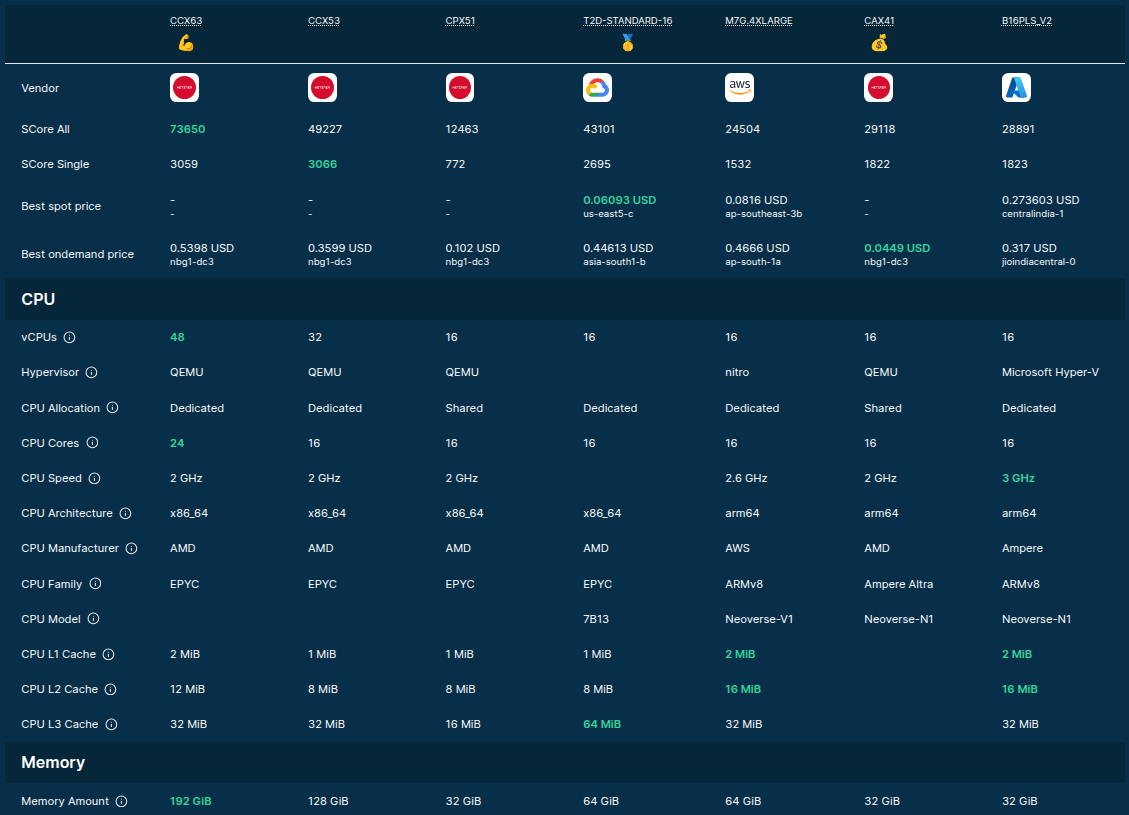 CCX63 CCX53 CPX51 T2D-STANDARD-16 M7G.4XLARGE CAX41 B16PLS_V2
Vendor HETZNER HETZNER HETZNER aws HETZNER
SCore All 73650 49227 12463 43101 24504 29118 28891
SCore Single 3059 3066 772 2695 1532 1822 1823
Best spot price - - - 0.06093 USD 0.0816 USD - 0.273603 USD
- - - us-east5-c ap-southeast-3b - centralindia-1
Best ondemand price 0.5398 USD 0.3599 USD 0.102 USD 0.44613 USD 0.4666 USD 0.0449 USD 0.317 USD
nbg1-dc3 nbg1-dc3 nbg1-dc3 asia-south1-b ap-south-1a nbg1-dc3 jioindiacentral-0
CPU
vCPUs 48 32 16 16 16 16 16
Hypervisor QEMU QEMU QEMU nitro QEMU Microsoft Hyper-V
CPU Allocation Dedicated Dedicated Shared Dedicated Dedicated Shared Dedicated
CPU Cores 24 16 16 16 16 16 16
CPU Speed 2 GHz 2 GHz 2 GHz 2.6 GHz 2 GHz 3 GHz
CPU Architecture x86_64 x86_64 x86_64 x86_64 arm64 arm64 arm64
CPU Manufacturer AMD AMD AMD AMD AWS AMD Ampere
CPU Family EPYC EPYC EPYC EPYC ARMv8 Ampere Altra ARMv8
CPU Model 7B13 Neoverse-V1 Neoverse-N1 Neoverse-N1
CPU L1 Cache 2 MiB 1 MiB 1 MiB 1 MiB 2 MiB 2 MiB
CPU L2 Cache 12 MiB 8 MiB 8 MiB 8 MiB 16 MiB 16 MiB
CPU L3 Cache 32 MiB 32 MiB 16 MiB 64 MiB 32 MiB 32 MiB
Memory
Memory Amount 192 GiB 128 GiB 32 GiB 64 GiB 64 GiB 32 GiB 32 GiB